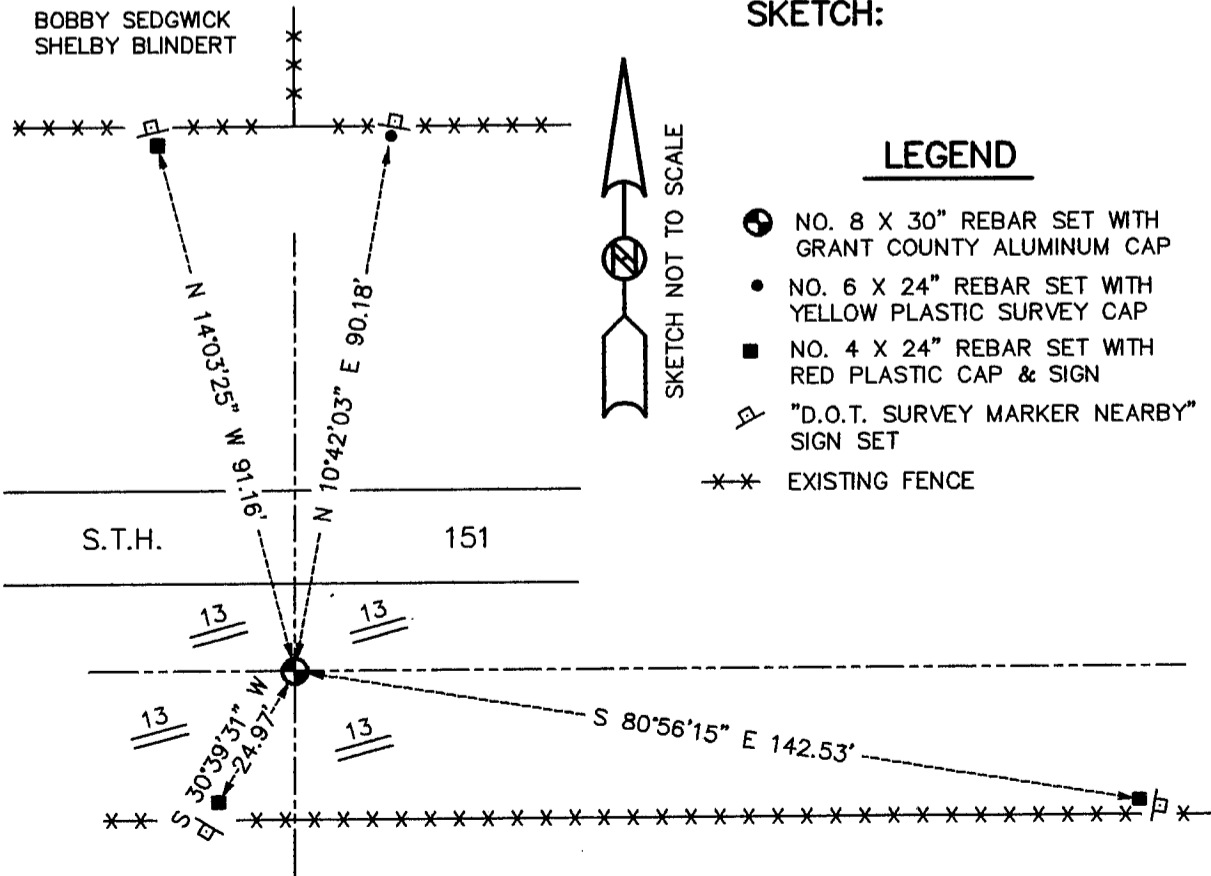 BOBBY SEDGWICK
SHELBY BLINDERT
SKETCH:
SKETCH NOT TO SCALE
N
LEGEND
NO. 8 X 30" REBAR SET WITH
GRANT COUNTY ALUMINUM CAP
NO. 6 X 24" REBAR SET WITH
YELLOW PLASTIC SURVEY CAP
NO. 4 X 24" REBAR SET WITH
RED PLASTIC CAP & SIGN
"D.O.T. SURVEY MARKER NEARBY"
SIGN SET
EXISTING FENCE
N 14°03'25" W 91.16'
N 10°42'03" E 90.18'
S.T.H. 151
13
13
13
13
S 30°39'31" W
24.97'
S 80°56'15" E 142.53'